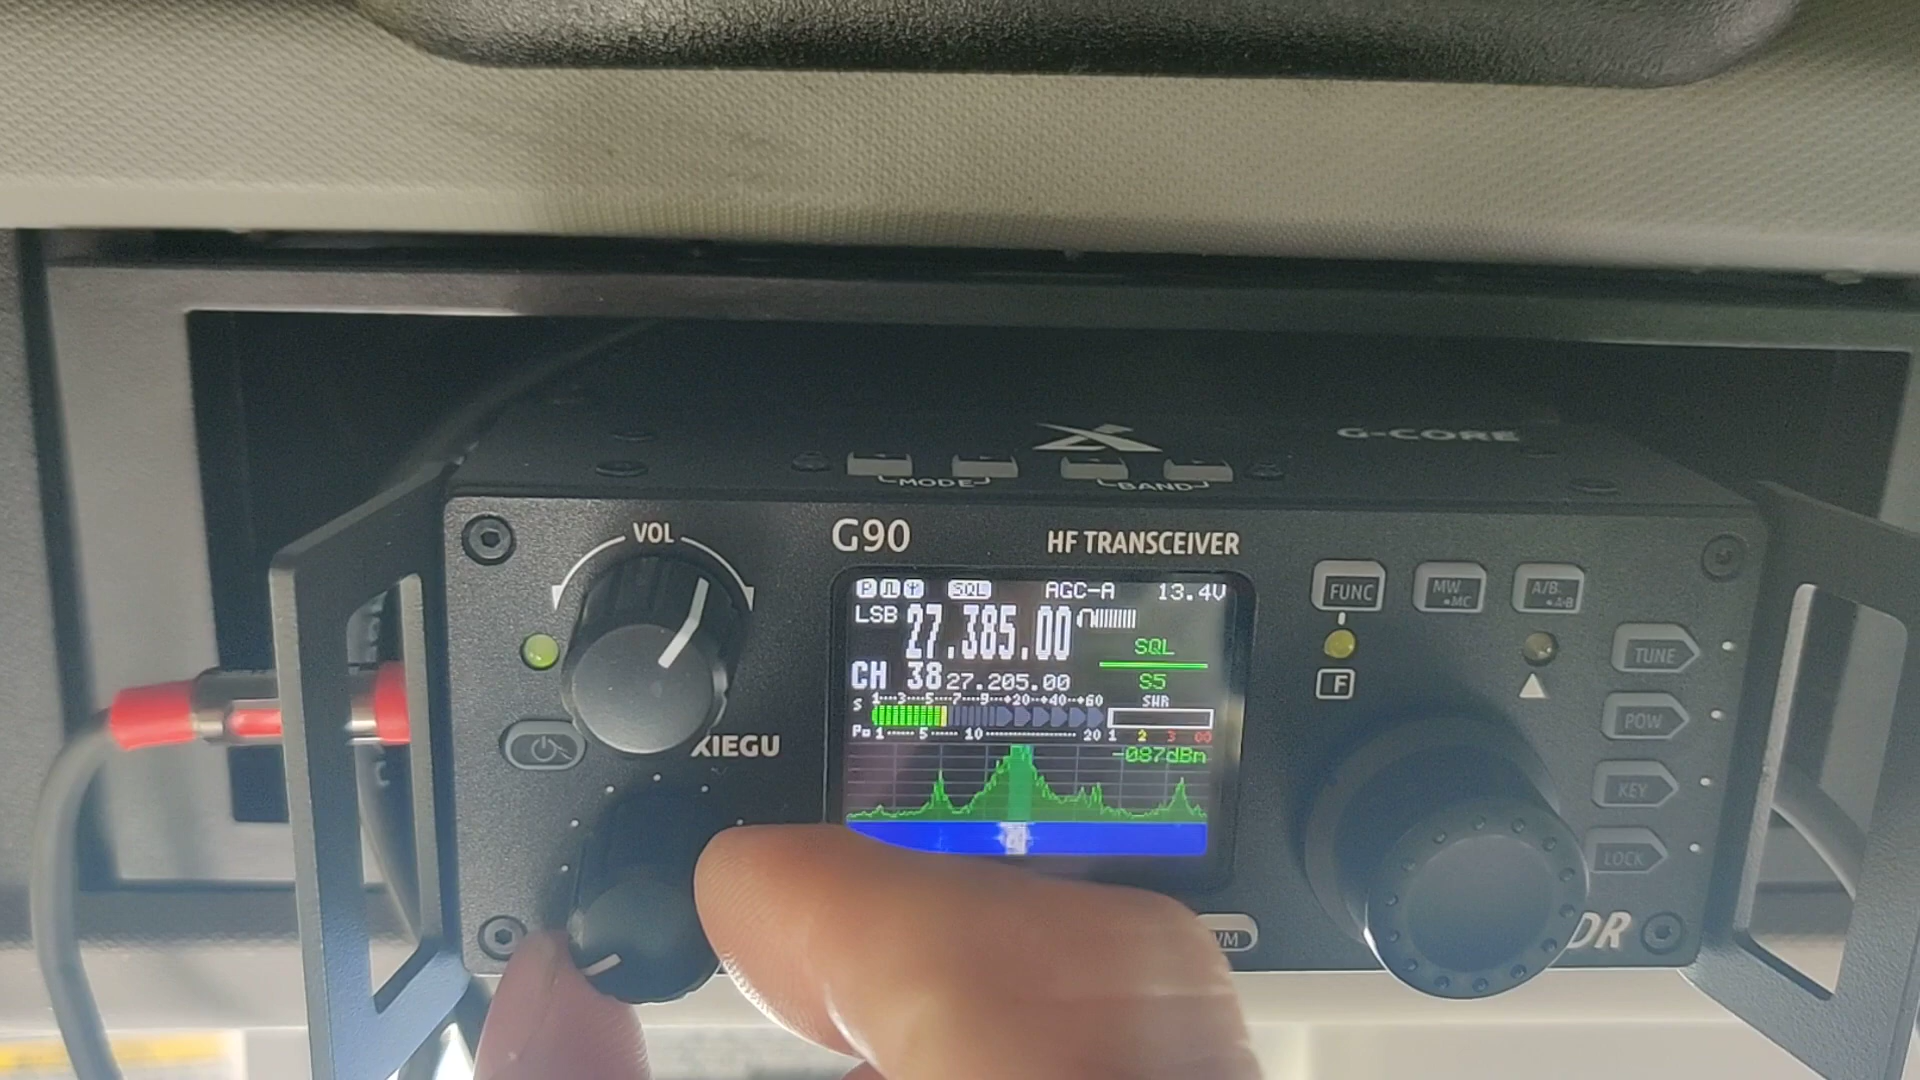 G-CORE
MODE
BAND
VOL
G90
HF TRANSCEIVER
SQL
AGC-A
13.4V
LSB
27.385.00
SQL
CH 38
27.205.00
S5
S 1 3 5 7 9 +20 +40 +60
SWR
Po 1 5 10 20
1 2 3
-087dBm
FUNC
MW
MC
A/B
A=B
F
TUNE
POW
KEY
LOCK
XIEGU
VM
DR